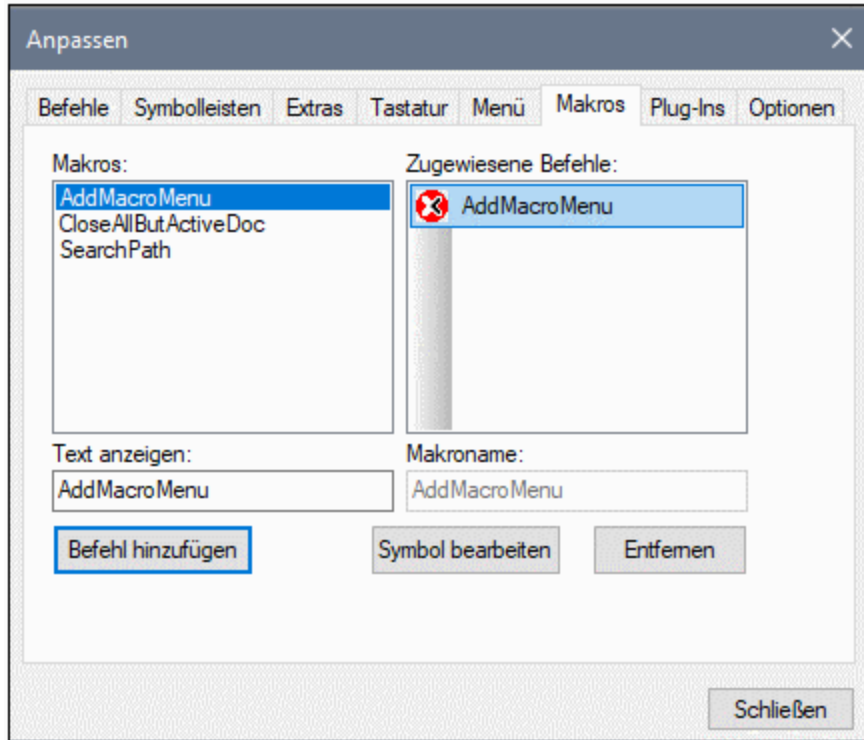 Anpassen
Befehle Symbolleisten Extras Tastatur Menü Makros Plug-Ins Optionen
Makros: Zugewiesene Befehle:
AddMacroMenu AddMacroMenu
CloseAllButActiveDoc
SearchPath
Text anzeigen: Makroname:
AddMacroMenu AddMacroMenu
Befehl hinzufügen Symbol bearbeiten Entfernen
Schließen